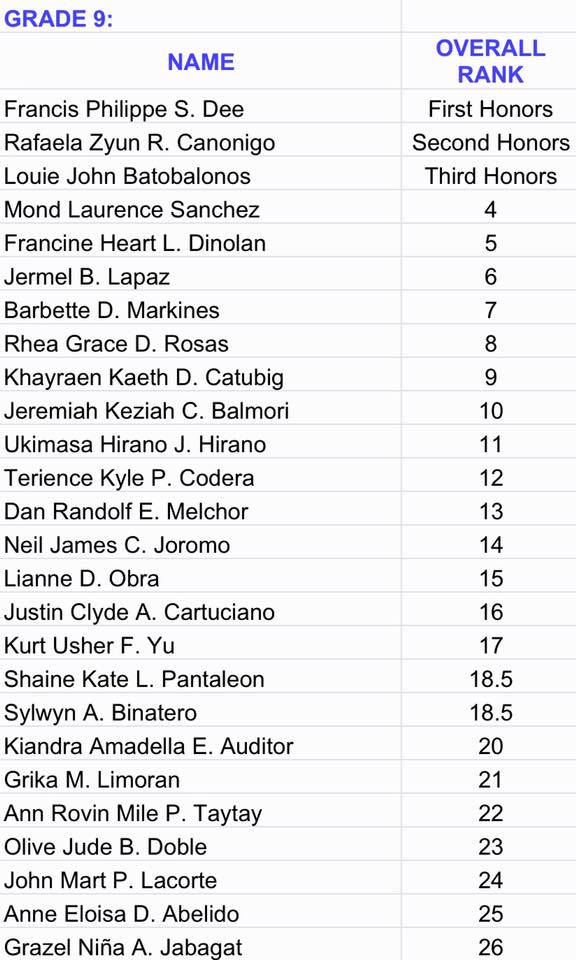 GRADE 9:
NAME OVERALL RANK
Francis Philippe S. Dee First Honors
Rafaela Zyun R. Canonigo Second Honors
Louie John Batobalonos Third Honors
Mond Laurence Sanchez 4
Francine Heart L. Dinolan 5
Jermel B. Lapaz 6
Barbette D. Markines 7
Rhea Grace D. Rosas 8
Khayraen Kaeth D. Catubig 9
Jeremiah Keziah C. Balmori 10
Ukimasa Hirano J. Hirano 11
Terience Kyle P. Codera 12
Dan Randolf E. Melchor 13
Neil James C. Joromo 14
Lianne D. Obra 15
Justin Clyde A. Cartuciano 16
Kurt Usher F. Yu 17
Shaine Kate L. Pantaleon 18.5
Sylwyn A. Binatero 18.5
Kiandra Amadella E. Auditor 20
Grika M. Limoran 21
Ann Rovin Mile P. Taytay 22
Olive Jude B. Doble 23
John Mart P. Lacorte 24
Anne Eloisa D. Abelido 25
Grazel Niña A. Jabagat 26